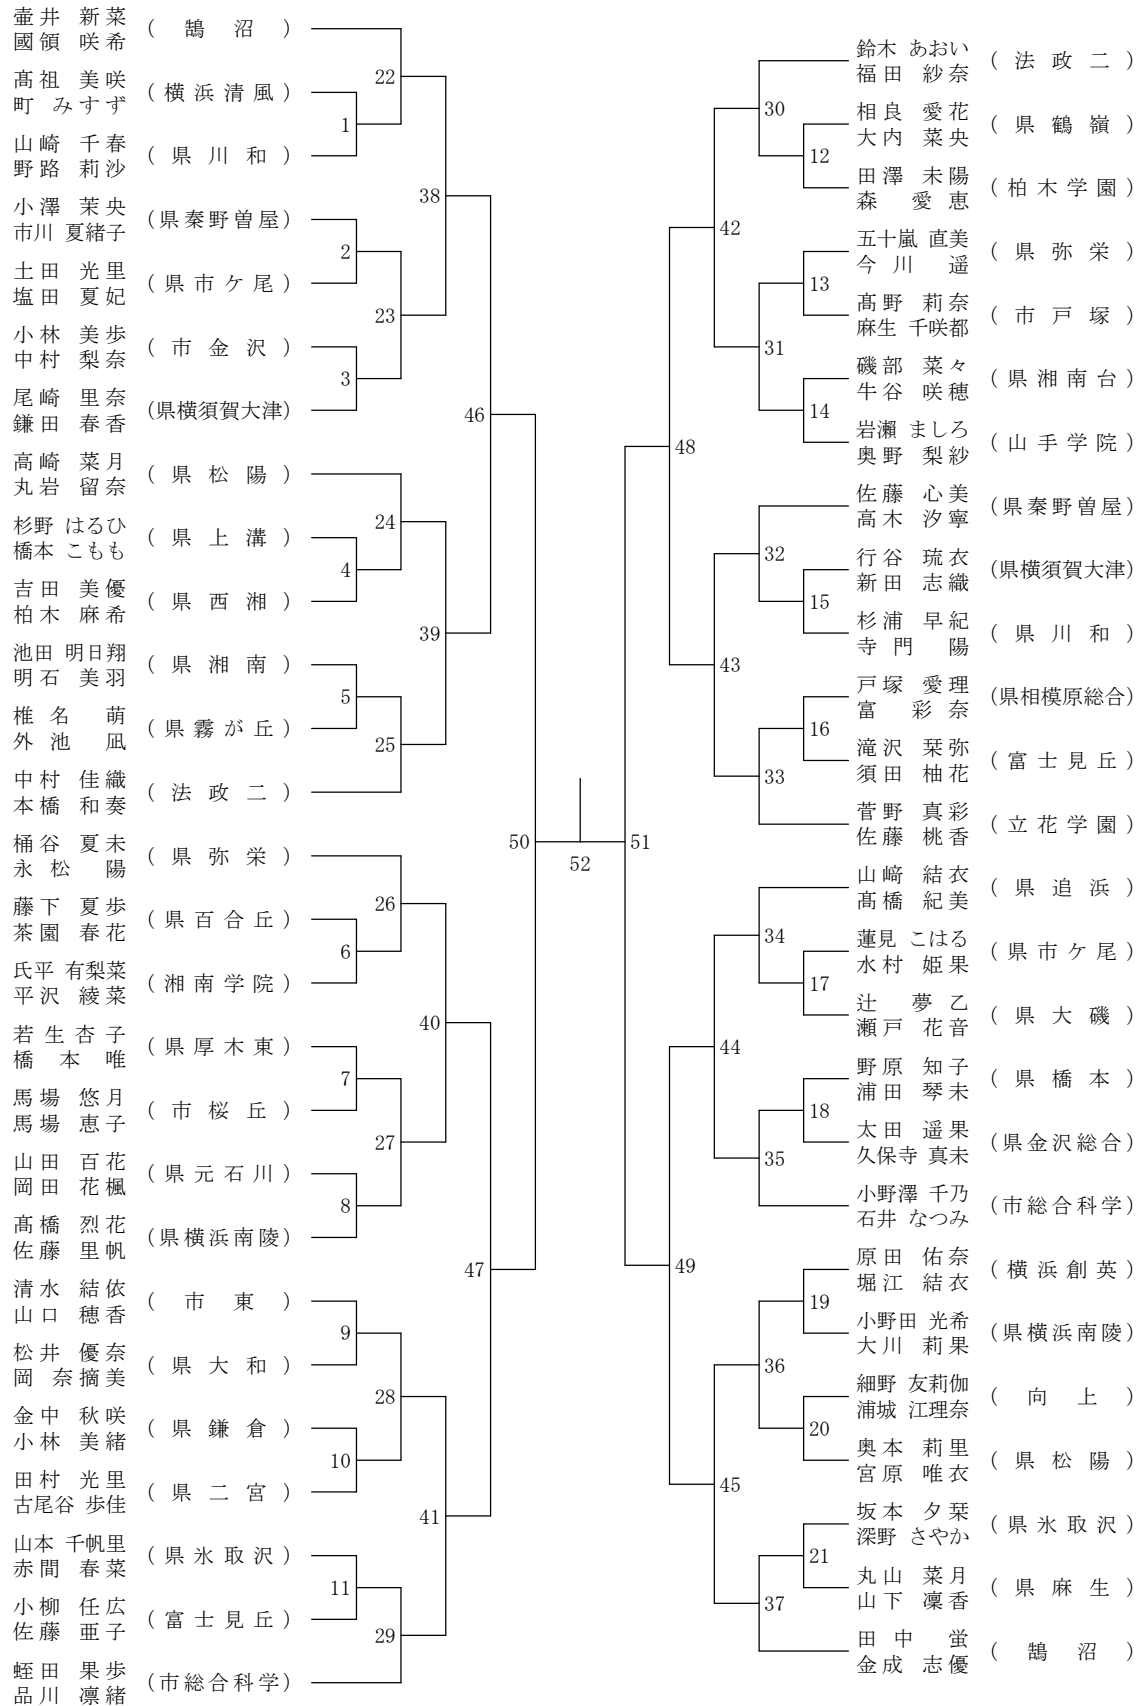 壷井 新菜
國領 咲希
(鵠沼)
22
髙祖 美咲
町 みすず
(横浜清風)
1
山崎 千春
野路 莉沙
(県川和)
38
小澤 茉央
市川 夏緒子
(県秦野曽屋)
2
土田 光里
塩田 夏妃
(県市ケ尾)
23
小林 美歩
中村 梨奈
(市金沢)
3
尾崎 里奈
鎌田 春香
(県横須賀大津)
46
高崎 菜月
丸岩 留奈
(県松陽)
24
杉野 はるひ
橋本 こもも
(県上溝)
4
吉田 美優
柏木 麻希
(県西湘)
39
池田 明日翔
明石 美羽
(県湘南)
5
椎名 萌
外池 凪
(県霧が丘)
25
中村 佳織
本橋 和奏
(法政二)
50
桶谷 夏未
永松 陽
(県弥栄)
26
藤下 夏歩
茶園 春花
(県百合丘)
6
氏平 有梨菜
平沢 綾菜
(湘南学院)
40
若生 杏子
橋本 唯
(県厚木東)
7
馬場 悠月
馬場 恵子
(市桜丘)
27
山田 百花
岡田 花楓
(県元石川)
8
髙橋 烈花
佐藤 里帆
(県横浜南陵)
47
清水 結依
山口 穂香
(市東)
9
松井 優奈
岡 奈摘美
(県大和)
28
金中 秋咲
小林 美緒
(県鎌倉)
10
田村 光里
古尾谷 歩佳
(県二宮)
41
山本 千帆里
赤間 春菜
(県氷取沢)
11
小柳 任広
佐藤 亜子
(富士見丘)
29
蛭田 果歩
品川 凛緒
(市総合科学)
52
鈴木 あおい
福田 紗奈
(法政二)
30
相良 愛花
大内 菜央
(県鶴嶺)
12
田澤 未陽
森 愛恵
(柏木学園)
42
五十嵐 直美
今川 遥
(県弥栄)
13
髙野 莉奈
麻生 千咲都
(市戸塚)
31
磯部 菜々
牛谷 咲穂
(県湘南台)
14
岩瀬 ましろ
奥野 梨紗
(山手学院)
48
佐藤 心美
高木 汐寧
(県秦野曽屋)
32
行谷 琉衣
新田 志織
(県横須賀大津)
15
杉浦 早紀
寺門 陽
(県川和)
43
戸塚 愛理
富 彩奈
(県相模原総合)
16
滝沢 栞弥
須田 柚花
(富士見丘)
33
菅野 真彩
佐藤 桃香
(立花学園)
51
山﨑 結衣
髙橋 紀美
(県追浜)
34
蓮見 こはる
水村 姫果
(県市ケ尾)
17
辻 夢乙
瀬戸 花音
(県大磯)
44
野原 知子
浦田 琴未
(県橋本)
18
太田 遥果
久保寺 真未
(県金沢総合)
35
小野澤 千乃
石井 なつみ
(市総合科学)
49
原田 佑奈
堀江 結衣
(横浜創英)
19
小野田 光希
大川 莉果
(県横浜南陵)
36
細野 友莉伽
浦城 江理奈
(向上)
20
奥本 莉里
宮原 唯衣
(県松陽)
45
坂本 夕栞
深野 さやか
(県氷取沢)
21
丸山 菜月
山下 凜香
(県麻生)
37
田中 蛍
金成 志優
(鵠沼)